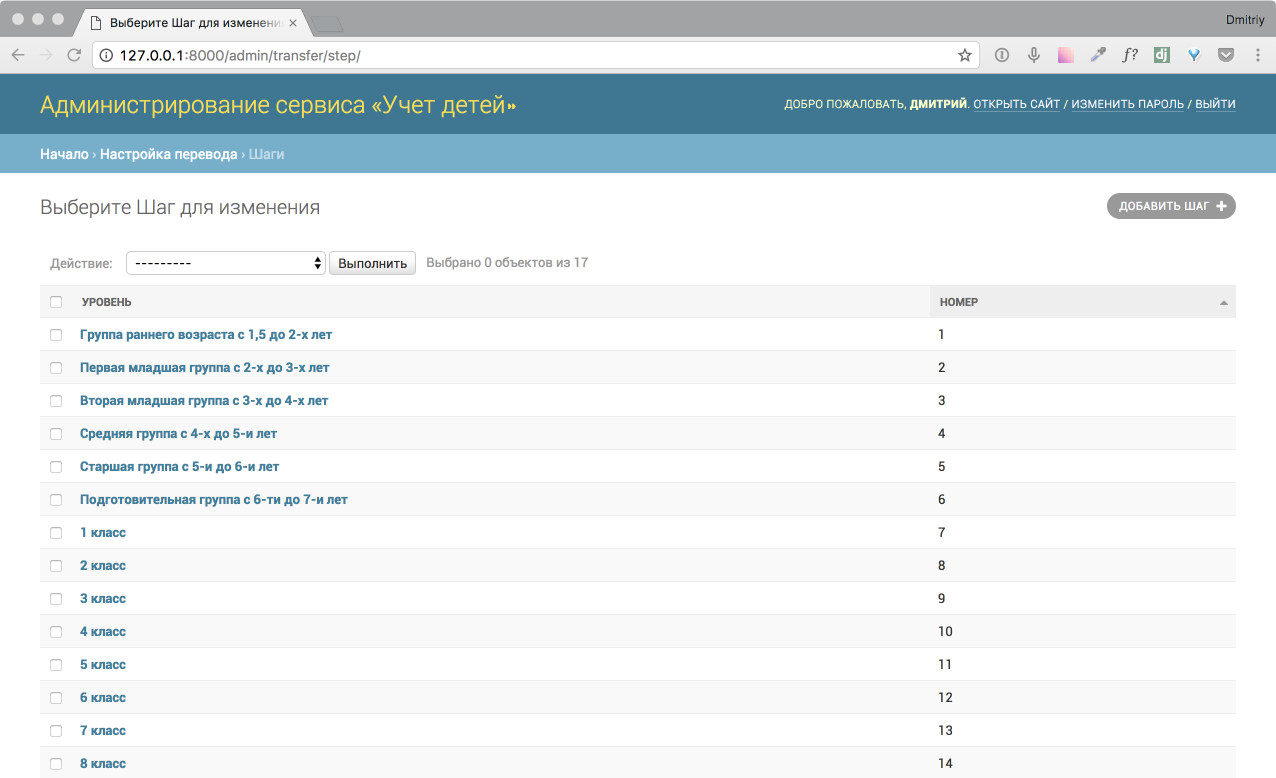 Выберите Шаг для изменени
Dmitriy
127.0.0.1:8000/admin/transfer/step/
f?
dj
Администрирование сервиса «Учет детей»
ДОБРО ПОЖАЛОВАТЬ, ДМИТРИЙ. ОТКРЫТЬ САЙТ / ИЗМЕНИТЬ ПАРОЛЬ / ВЫЙТИ
Начало › Настройка перевода › Шаги
Выберите Шаг для изменения
ДОБАВИТЬ ШАГ +
Действие: --------- Выполнить Выбрано 0 объектов из 17
УРОВЕНЬ НОМЕР
Группа раннего возраста с 1,5 до 2-х лет 1
Первая младшая группа с 2-х до 3-х лет 2
Вторая младшая группа с 3-х до 4-х лет 3
Средняя группа с 4-х до 5-и лет 4
Старшая группа с 5-и до 6-и лет 5
Подготовительная группа с 6-ти до 7-и лет 6
1 класс 7
2 класс 8
3 класс 9
4 класс 10
5 класс 11
6 класс 12
7 класс 13
8 класс 14